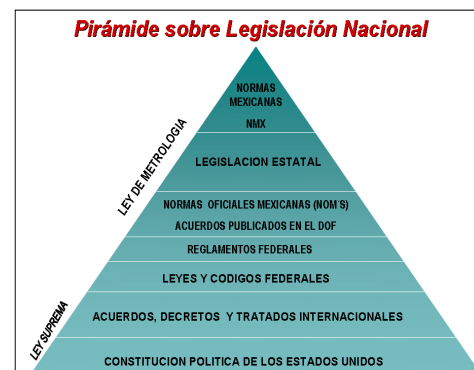 Pirámide sobre Legislación Nacional
NORMAS
MEXICANAS
NMX
LEY DE METROLOGIA
LEGISLACION ESTATAL
NORMAS OFICIALES MEXICANAS (NOM´S)
ACUERDOS PUBLICADOS EN EL DOF
REGLAMENTOS FEDERALES
LEYES Y CODIGOS FEDERALES
LEY SUPREMA
ACUERDOS, DECRETOS Y TRATADOS INTERNACIONALES
CONSTITUCION POLITICA DE LOS ESTADOS UNIDOS